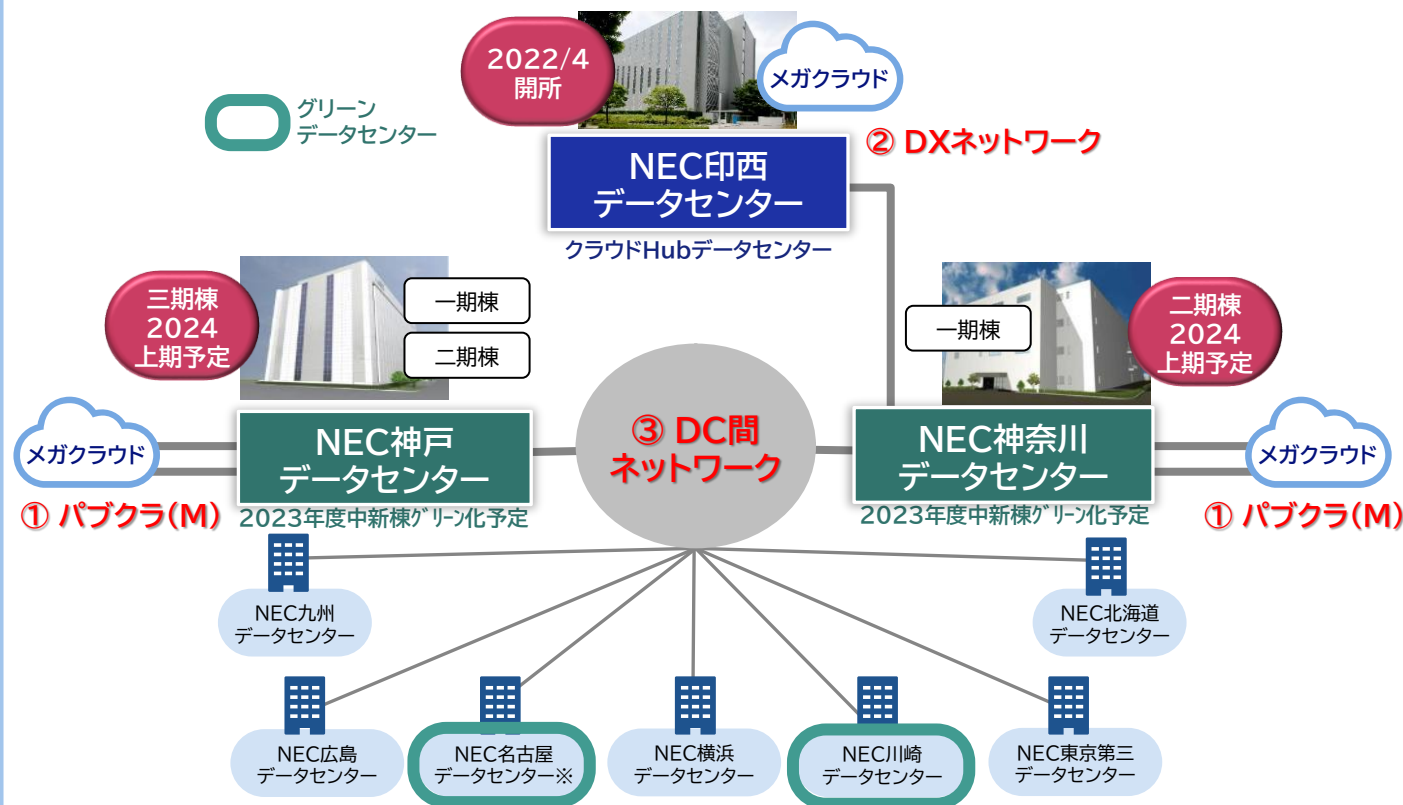 2022/4
開所
メガクラウド
グリーン
データセンター
② DXネットワーク
NEC印西
データセンター
クラウドHubデータセンター
三期棟
2024
上期予定
一期棟
二期棟
一期棟
二期棟
2024
上期予定
メガクラウド
NEC神戸
データセンター
③ DC間
ネットワーク
NEC神奈川
データセンター
メガクラウド
① パブクラ(M)
2023年度中新棟グリーン化予定
2023年度中新棟グリーン化予定
① パブクラ(M)
NEC九州
データセンター
NEC北海道
データセンター
NEC広島
データセンター
NEC名古屋
データセンター※
NEC横浜
データセンター
NEC川崎
データセンター
NEC東京第三
データセンター